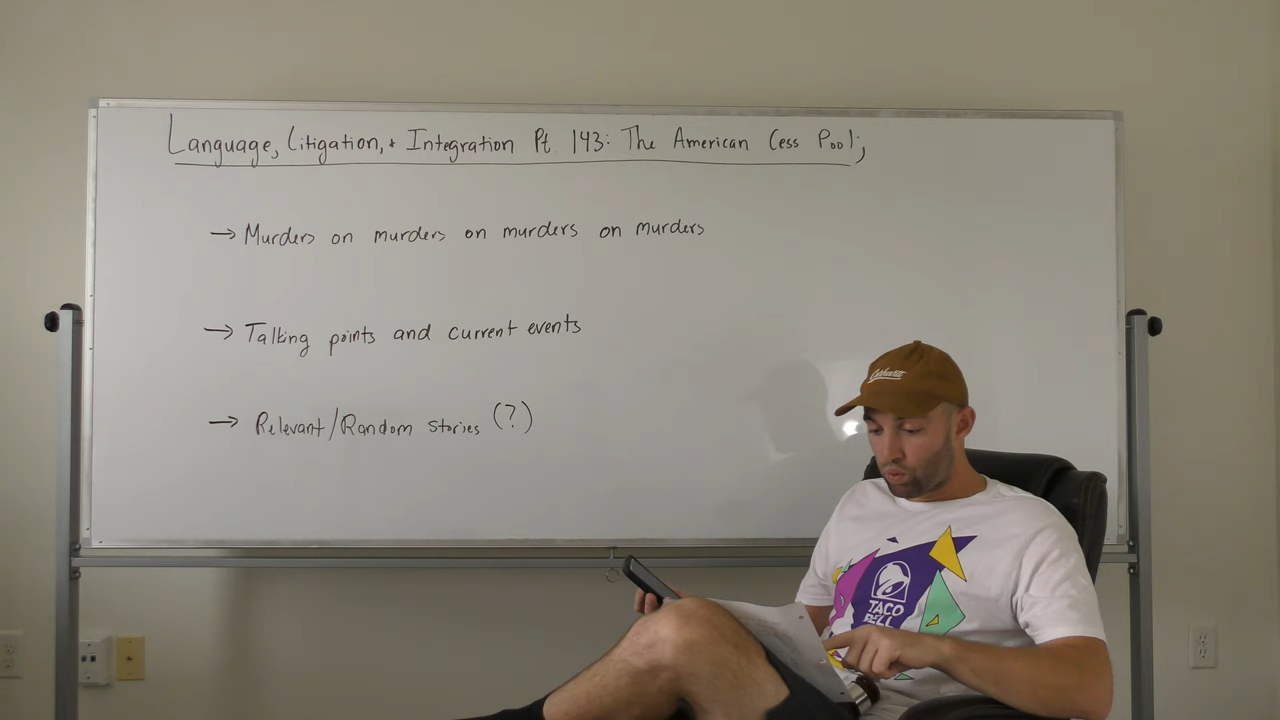 Language, Litigation, + Integration Pt. 143: The American Cess Pool;
→ Murders on murders on murders on murders
→ Talking points and current events
→ Relevant/Random stories (?)
Carhartt
TACO
BELL